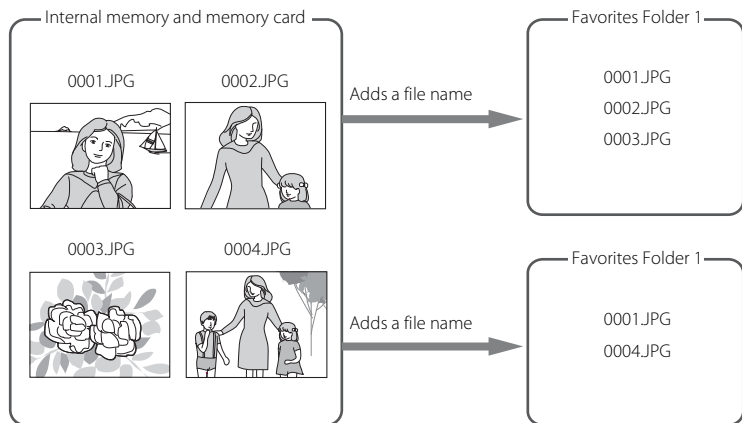 Internal memory and memory card
0001.JPG
0002.JPG
0003.JPG
0004.JPG
Adds a file name
Favorites Folder 1
0001.JPG
0002.JPG
0003.JPG
Adds a file name
Favorites Folder 1
0001.JPG
0004.JPG